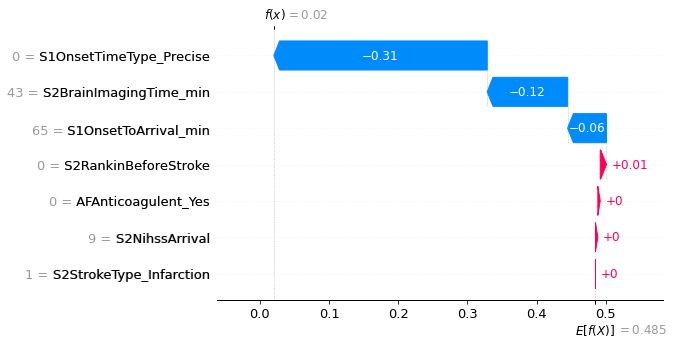 f(x) = 0.02
0 = S1OnsetTimeType_Precise −0.31
43 = S2BrainImagingTime_min −0.12
65 = S1OnsetToArrival_min −0.06
0 = S2RankinBeforeStroke +0.01
0 = AFAnticoagulent_Yes +0
9 = S2NihssArrival +0
1 = S2StrokeType_Infarction +0
0.0 0.1 0.2 0.3 0.4 0.5
E[f(X)] = 0.485